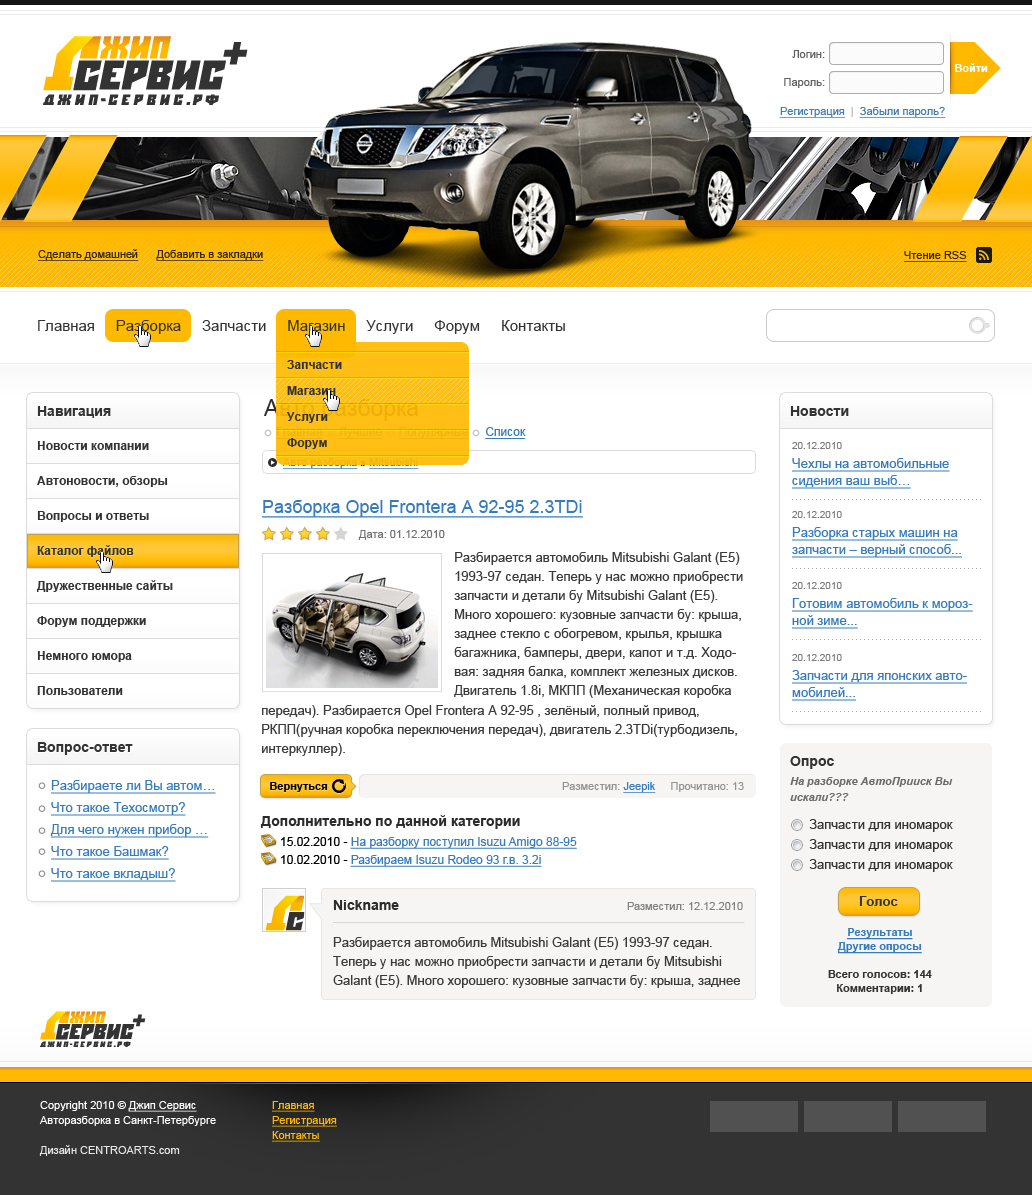 ДЖИП
СЕРВИС+
ДЖИП-СЕРВИС.РФ
Логин:
Пароль:
Войти
Регистрация | Забыли пароль?
Сделать домашней Добавить в закладки
Чтение RSS
Главная Разборка Запчасти Магазин Услуги Форум Контакты
Запчасти
Магазин
Услуги
Форум
Навигация
Новости компании
Автоновости, обзоры
Вопросы и ответы
Каталог файлов
Дружественные сайты
Форум поддержки
Немного юмора
Пользователи
Вопрос-ответ
Разбираете ли Вы автом…
Что такое Техосмотр?
Для чего нужен прибор …
Что такое Башмак?
Что такое вкладыш?
Авто разборка
Список
Авто разборка в Mitsubishi
Разборка Opel Frontera A 92-95 2.3TDi
Дата: 01.12.2010
Разбирается автомобиль Mitsubishi Galant (E5)
1993-97 седан. Теперь у нас можно приобрести
запчасти и детали бу Mitsubishi Galant (E5).
Много хорошего: кузовные запчасти бу: крыша,
заднее стекло с обогревом, крылья, крышка
багажника, бамперы, двери, капот и т.д. Ходо-
вая: задняя балка, комплект железных дисков.
Двигатель 1.8i, МКПП (Механическая коробка
передач). Разбирается Opel Frontera A 92-95 , зелёный, полный привод,
РКПП(ручная коробка переключения передач), двигатель 2.3TDi(турбодизель,
интеркуллер).
Вернуться
Разместил: Jeepik Прочитано: 13
Дополнительно по данной категории
15.02.2010 - На разборку поступил Isuzu Amigo 88-95
10.02.2010 - Разбираем Isuzu Rodeo 93 г.в. 3.2i
Nickname
Разместил: 12.12.2010
Разбирается автомобиль Mitsubishi Galant (E5) 1993-97 седан.
Теперь у нас можно приобрести запчасти и детали бу Mitsubishi
Galant (E5). Много хорошего: кузовные запчасти бу: крыша, заднее
Новости
20.12.2010
Чехлы на автомобильные
сидения ваш выб…
20.12.2010
Разборка старых машин на
запчасти – верный способ...
20.12.2010
Готовим автомобиль к мороз-
ной зиме...
20.12.2010
Запчасти для японских авто-
мобилей...
Опрос
На разборке АвтоПрииск Вы
искали???
Запчасти для иномарок
Запчасти для иномарок
Запчасти для иномарок
Голос
Результаты
Другие опросы
Всего голосов: 144
Комментарии: 1
ДЖИП
СЕРВИС+
ДЖИП-СЕРВИС.РФ
Copyright 2010 © Джип Сервис
Авторазборка в Санкт-Петербурге
Дизайн CENTROARTS.com
Главная
Регистрация
Контакты